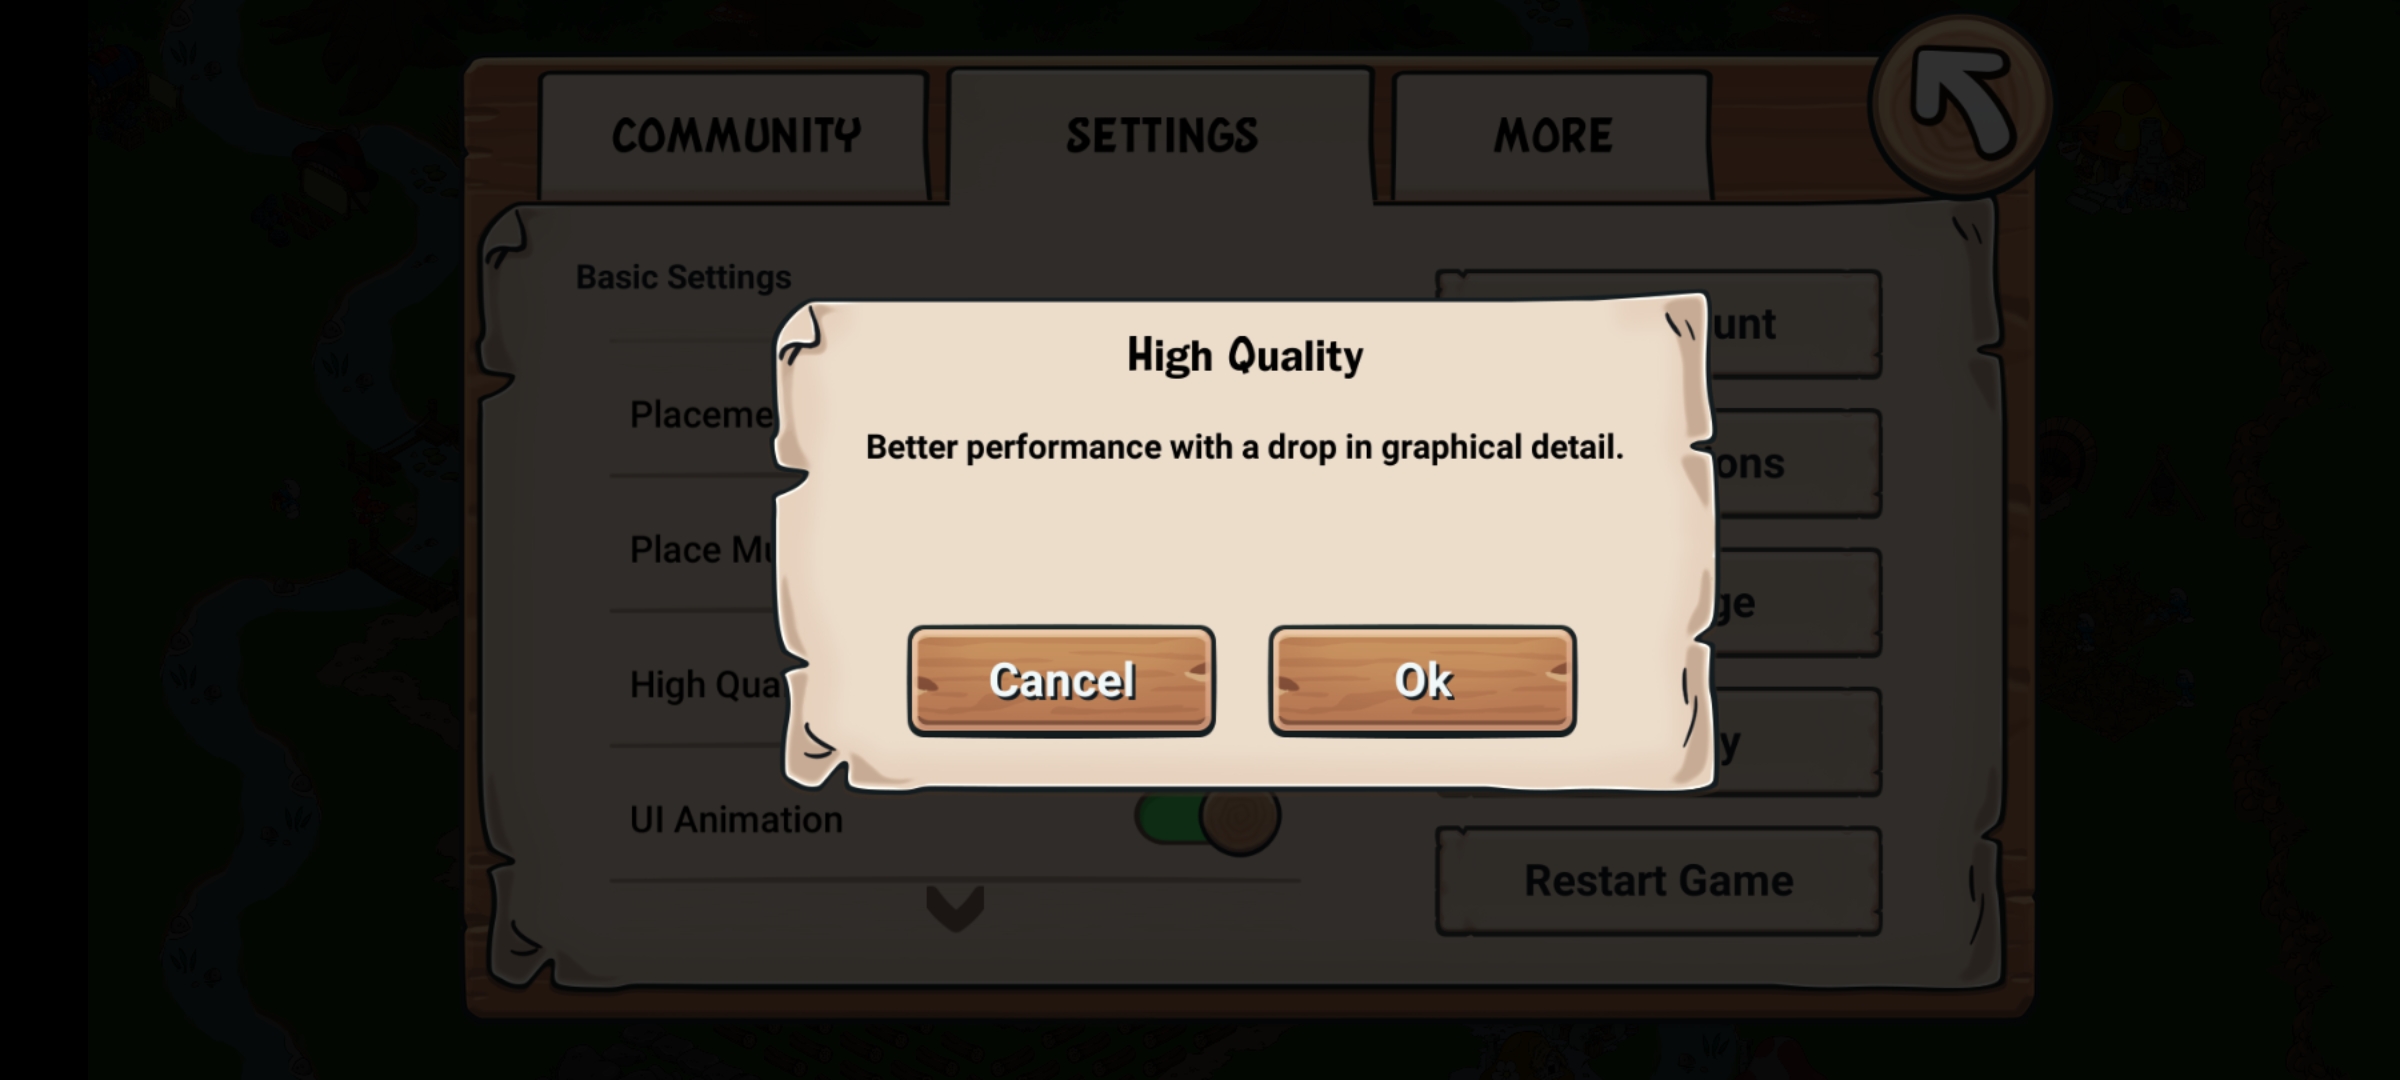 COMMUNITY
SETTINGS
MORE
Basic Settings
High Quality
Better performance with a drop in graphical detail.
Cancel
Ok
UI Animation
Restart Game